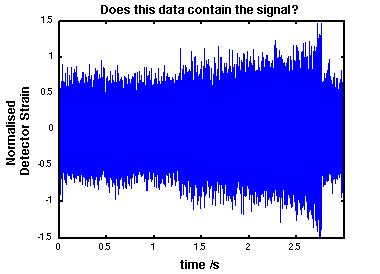 Does this data contain the signal?
1.5
1
0.5
0
-0.5
-1
-1.5
Normalised
Detector Strain
0 0.5 1 1.5 2 2.5
time /s